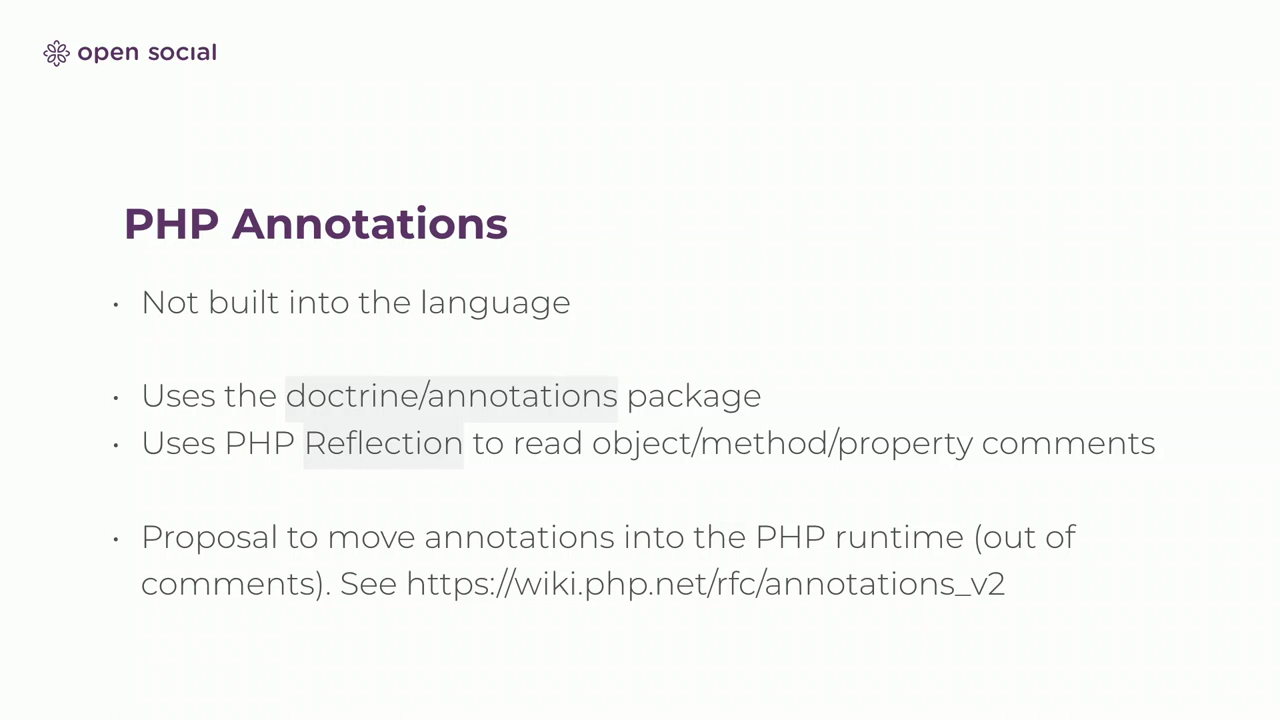 open social
PHP Annotations
• Not built into the language
• Uses the doctrine/annotations package
• Uses PHP Reflection to read object/method/property comments
• Proposal to move annotations into the PHP runtime (out of
comments). See https://wiki.php.net/rfc/annotations_v2